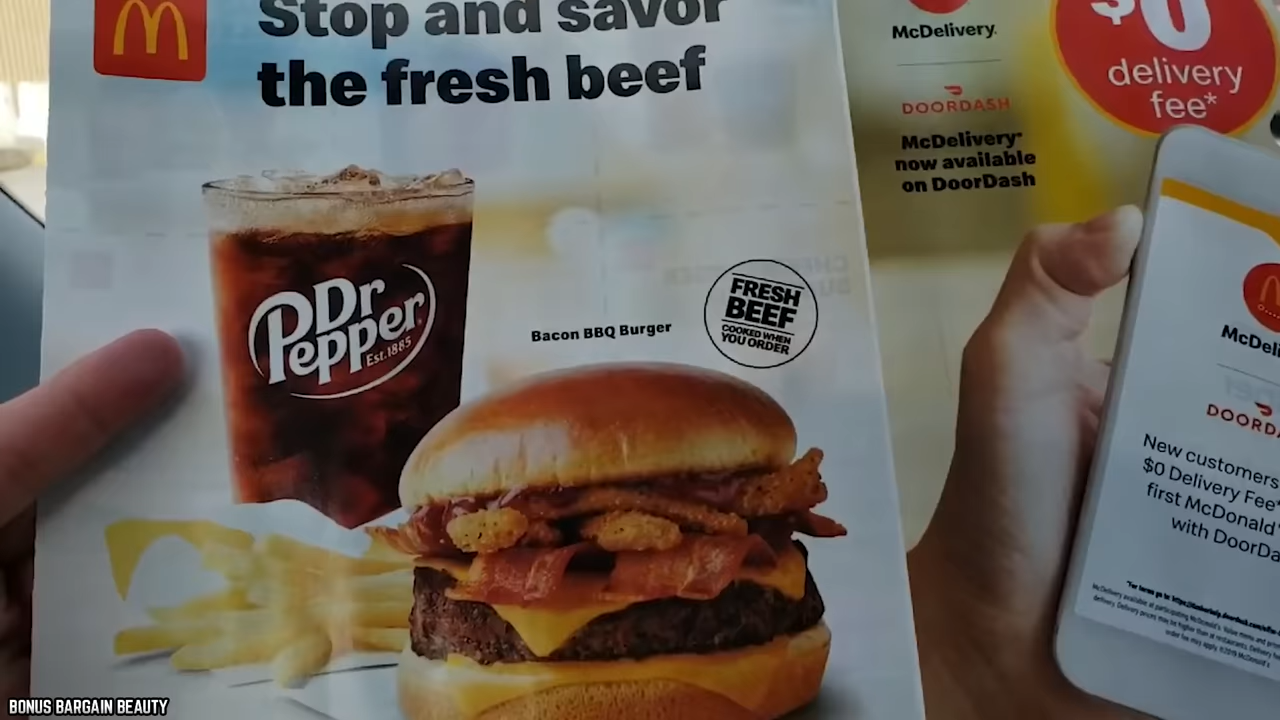 Stop and savor
the fresh beef
Dr
Pepper
Est.1885
Bacon BBQ Burger
FRESH
BEEF
COOKED WHEN
YOU ORDER
McDelivery.
DOORDASH
McDelivery*
now available
on DoorDash
$0
delivery
fee*
McDeli
DOORDA
New customers
$0 Delivery Fee*
first McDonald'
with DoorDa
BONUS BARGAIN BEAUTY